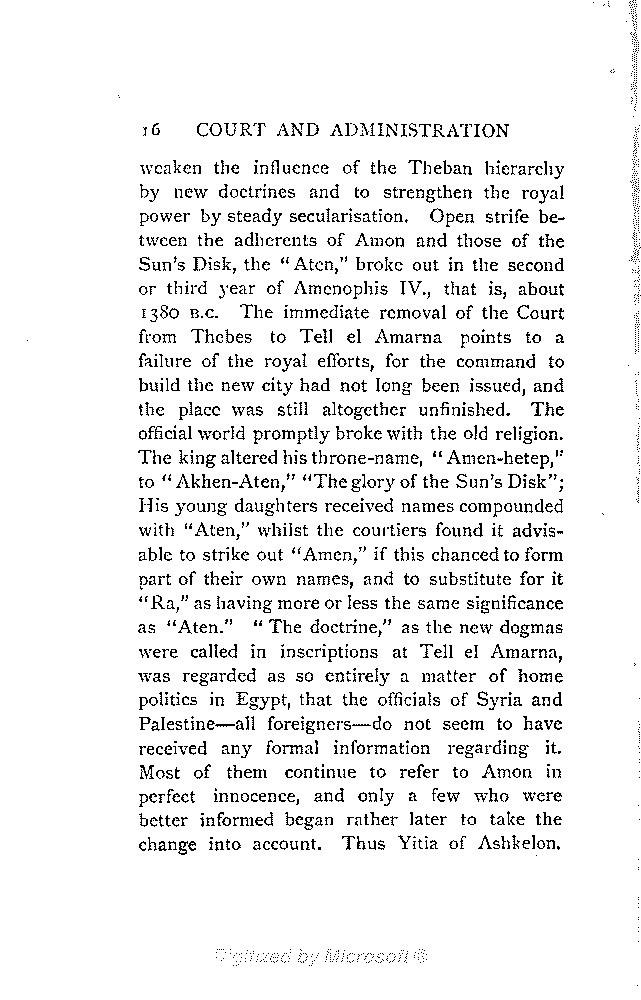 16 COURT AND ADMINISTRATION
weaken the influence of the Theban hierarchy
by new doctrines and to strengthen the royal
power by steady secularisation. Open strife be-
tween the adherents of Amon and those of the
Sun's Disk, the "Aten," broke out in the second
or third year of Amenophis IV., that is, about
1380 B.C. The immediate removal of the Court
from Thebes to Tell el Amarna points to a
failure of the royal efforts, for the command to
build the new city had not long been issued, and
the place was still altogether unfinished. The
official world promptly broke with the old religion.
The king altered his throne-name, "Amen-hetep,"
to "Akhen-Aten," "The glory of the Sun's Disk";
His young daughters received names compounded
with "Aten," whilst the courtiers found it advis-
able to strike out "Amen," if this chanced to form
part of their own names, and to substitute for it
"Ra," as having more or less the same significance
as "Aten." "The doctrine," as the new dogmas
were called in inscriptions at Tell el Amarna,
was regarded as so entirely a matter of home
politics in Egypt, that the officials of Syria and
Palestine—all foreigners—do not seem to have
received any formal information regarding it.
Most of them continue to refer to Amon in
perfect innocence, and only a few who were
better informed began rather later to take the
change into account. Thus Yitia of Ashkelon.
Digitized by Microsoft ®